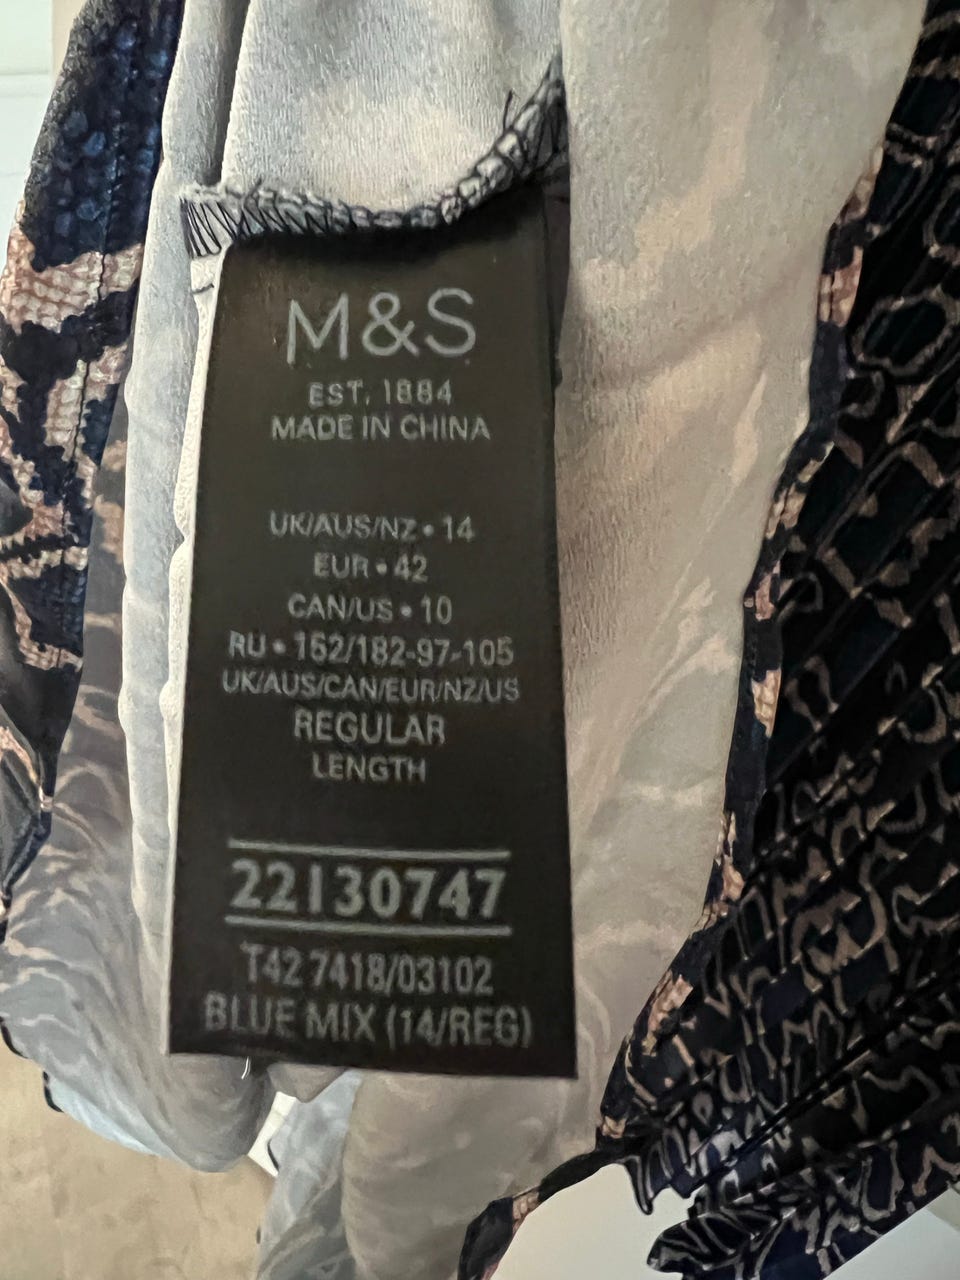 M&S
EST. 1884
MADE IN CHINA
UK/AUS/NZ • 14
EUR • 42
CAN/US • 10
RU • 162/182-97-105
UK/AUS/CAN/EUR/NZ/US
REGULAR
LENGTH
22130747
T42 7418/03102
BLUE MIX (14/REG)